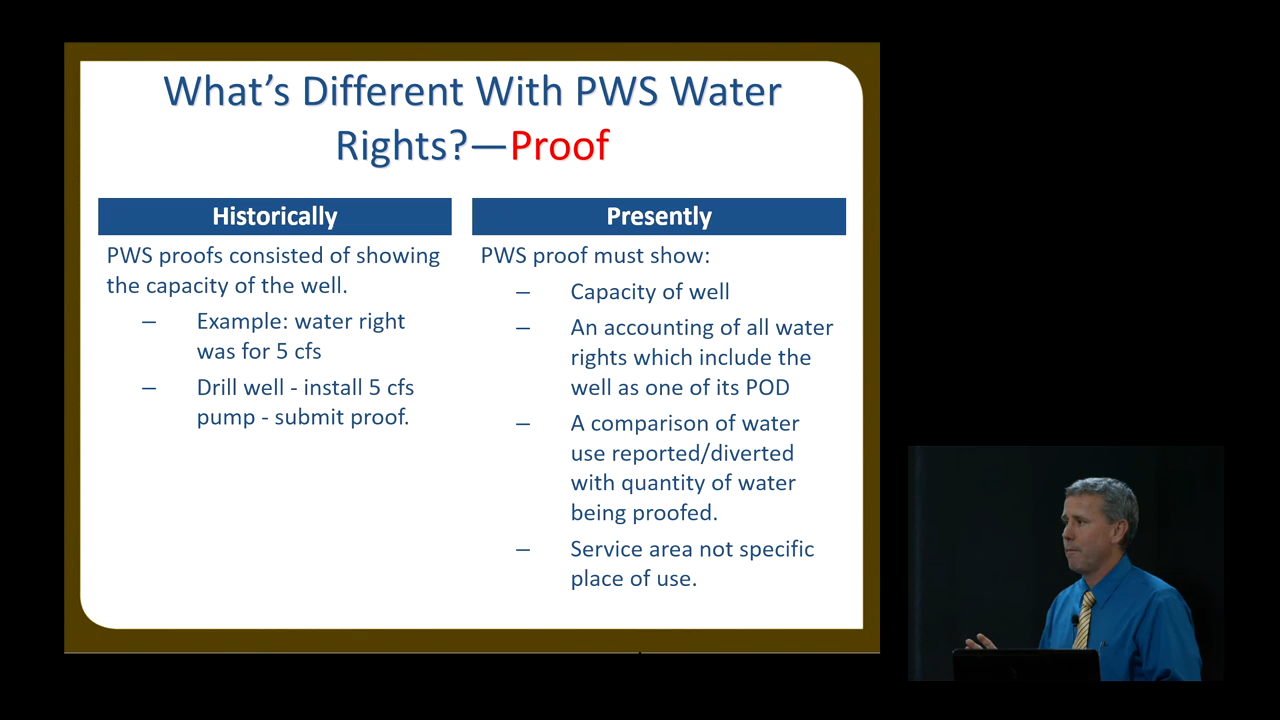 What's Different With PWS Water
Rights?—Proof
Historically
PWS proofs consisted of showing
the capacity of the well.
– Example: water right
was for 5 cfs
– Drill well - install 5 cfs
pump - submit proof.
Presently
PWS proof must show:
– Capacity of well
– An accounting of all water
rights which include the
well as one of its POD
– A comparison of water
use reported/diverted
with quantity of water
being proofed.
– Service area not specific
place of use.